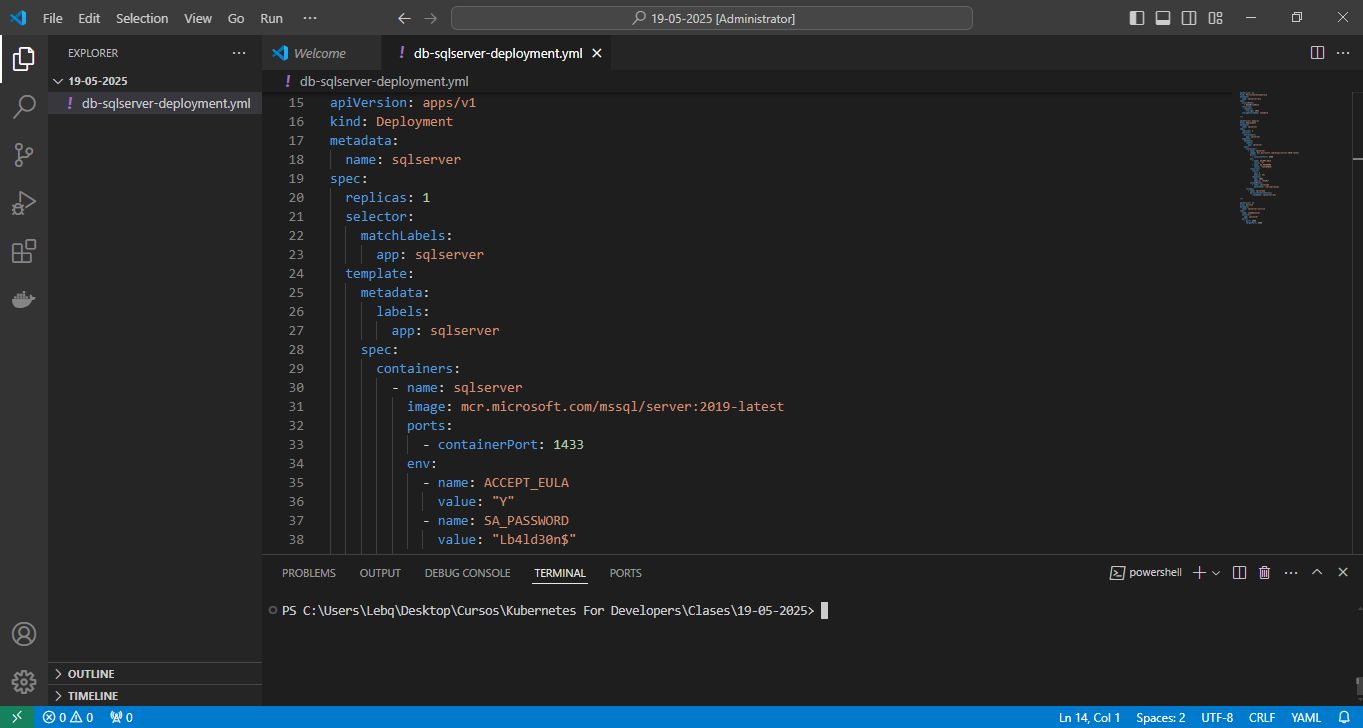 File Edit Selection View Go Run ···
19-05-2025 [Administrator]
EXPLORER ···
19-05-2025
! db-sqlserver-deployment.yml
OUTLINE
TIMELINE
Welcome
! db-sqlserver-deployment.yml
! db-sqlserver-deployment.yml
15 apiVersion: apps/v1
16 kind: Deployment
17 metadata:
18   name: sqlserver
19 spec:
20   replicas: 1
21   selector:
22     matchLabels:
23       app: sqlserver
24   template:
25     metadata:
26       labels:
27         app: sqlserver
28     spec:
29       containers:
30         - name: sqlserver
31           image: mcr.microsoft.com/mssql/server:2019-latest
32           ports:
33             - containerPort: 1433
34           env:
35             - name: ACCEPT_EULA
36               value: "Y"
37             - name: SA_PASSWORD
38               value: "Lb4ld30n$"
PROBLEMS OUTPUT DEBUG CONSOLE TERMINAL PORTS
powershell
PS C:\Users\Lebq\Desktop\Cursos\Kubernetes For Developers\Clases\19-05-2025>
0 0 0
Ln 14, Col 1 Spaces: 2 UTF-8 CRLF YAML